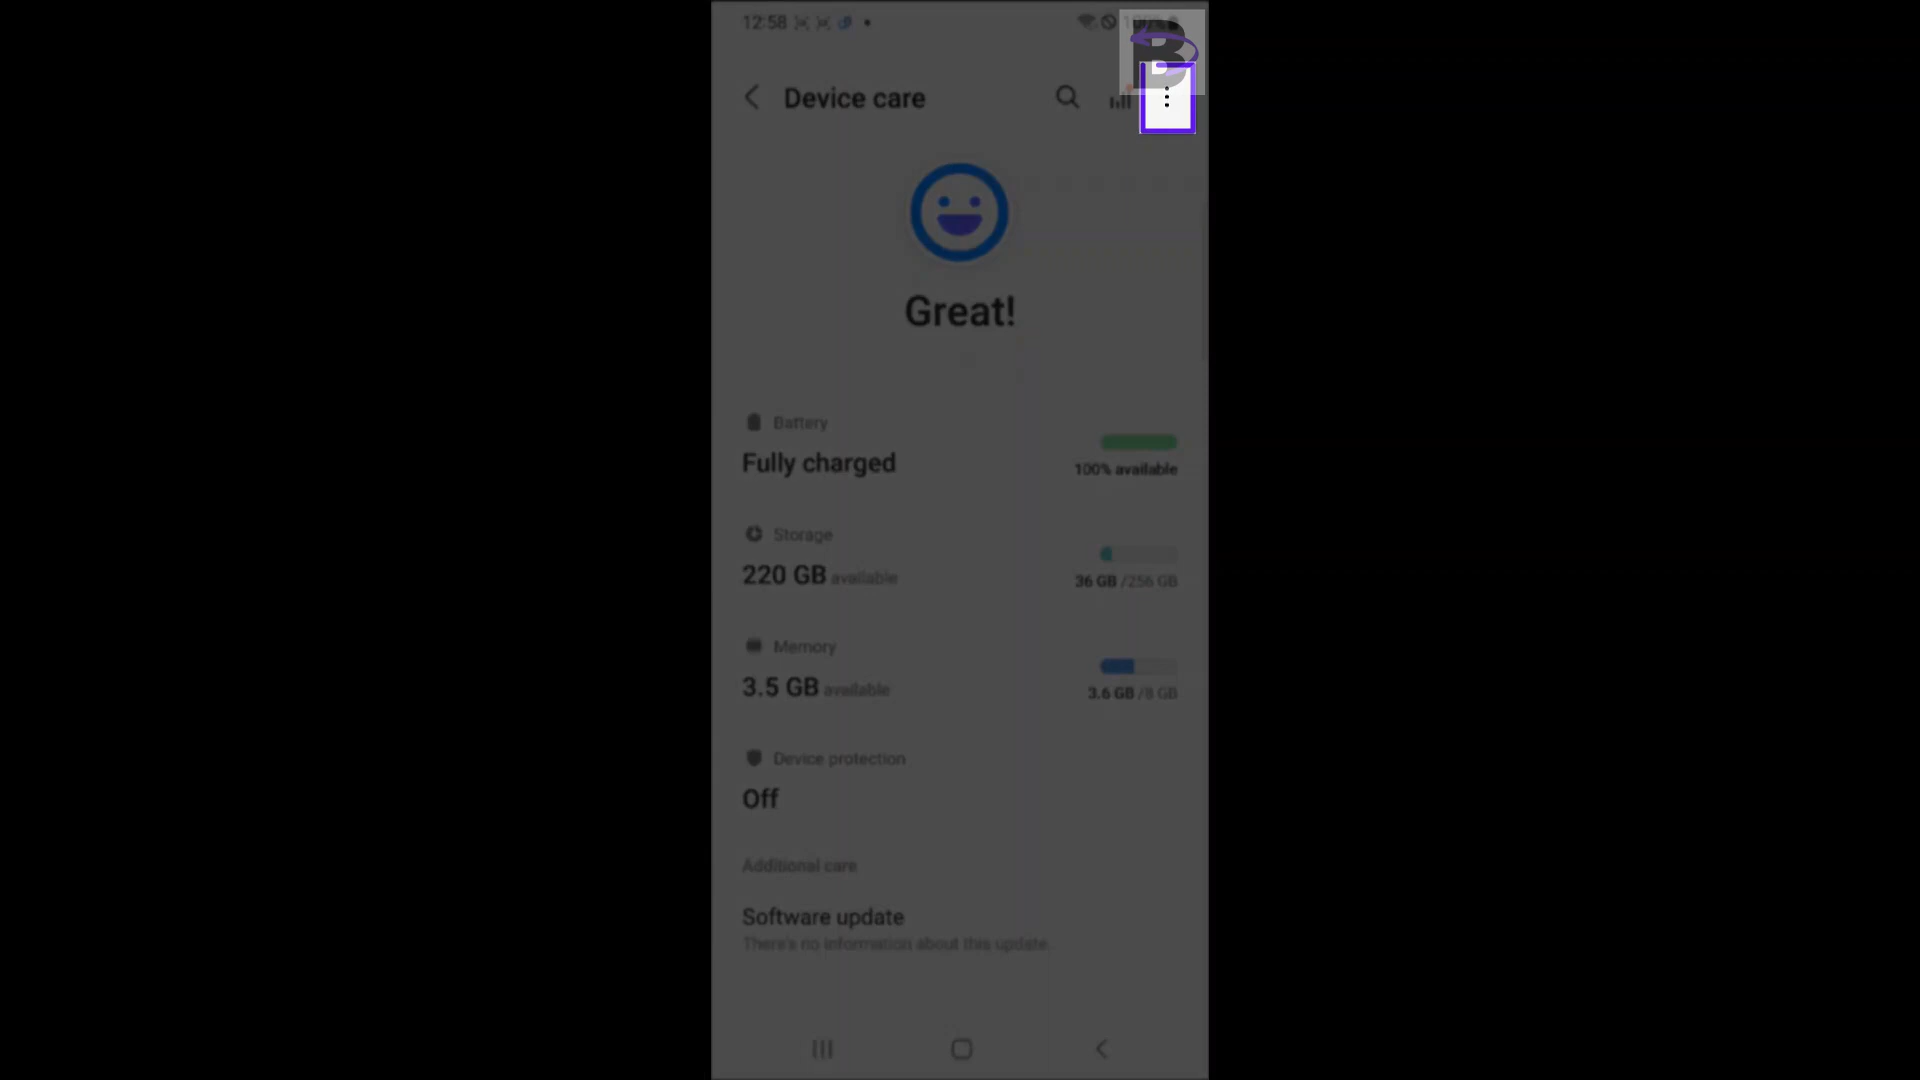 12:58
B
Device care
Great!
Battery
Fully charged
100% available
Storage
220 GB available
36 GB /256 GB
Memory
3.5 GB available
3.6 GB /8 GB
Device protection
Off
Additional care
Software update
There's no information about this update.